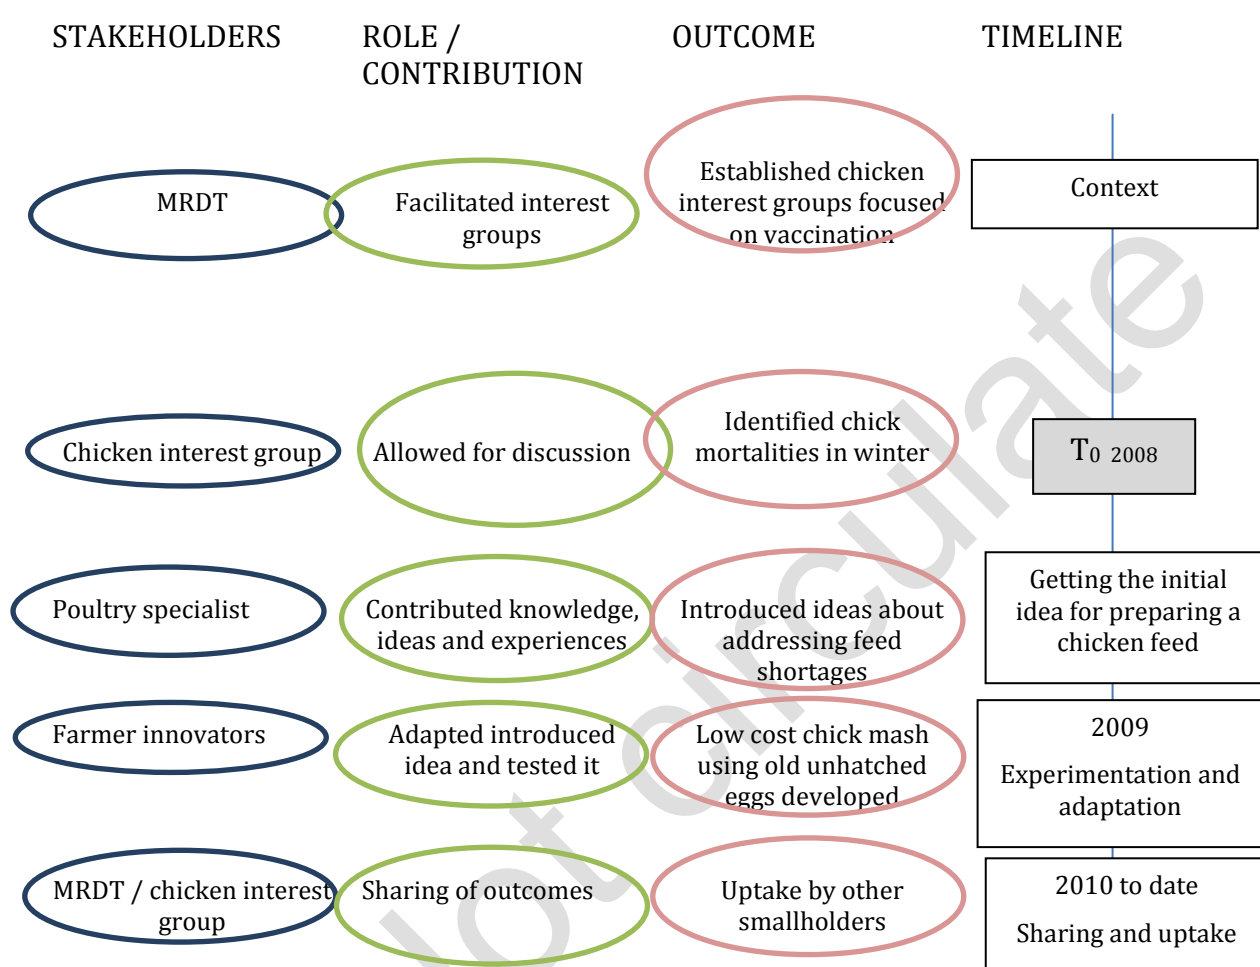 STAKEHOLDERS
ROLE /
CONTRIBUTION
OUTCOME
TIMELINE
MRDT
Facilitated interest
groups
Established chicken
interest groups focused
on vaccination
Context
Chicken interest group
Allowed for discussion
Identified chick
mortalities in winter
T0 2008
Poultry specialist
Contributed knowledge,
ideas and experiences
Introduced ideas about
addressing feed
shortages
Getting the initial
idea for preparing a
chicken feed
Farmer innovators
Adapted introduced
idea and tested it
Low cost chick mash
using old unhatched
eggs developed
2009
Experimentation and
adaptation
MRDT / chicken interest
group
Sharing of outcomes
Uptake by other
smallholders
2010 to date
Sharing and uptake
ot circulate